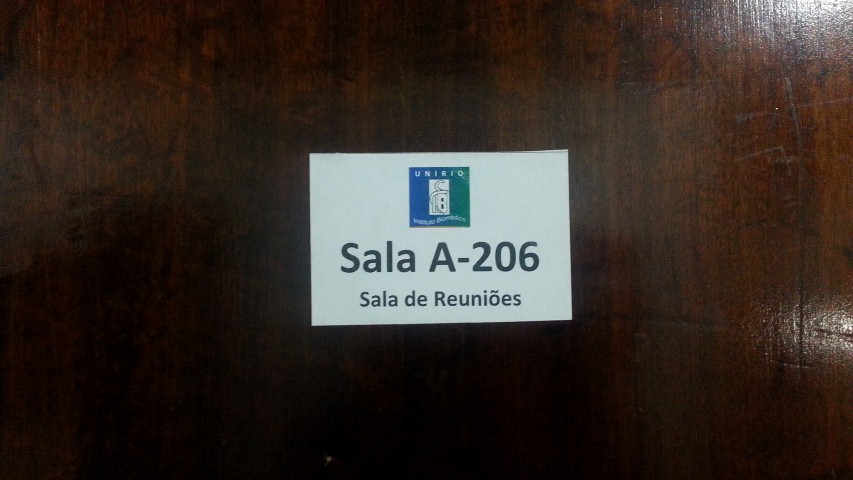 UNIRIO
Instituto Biomédico
Sala A-206
Sala de Reuniões